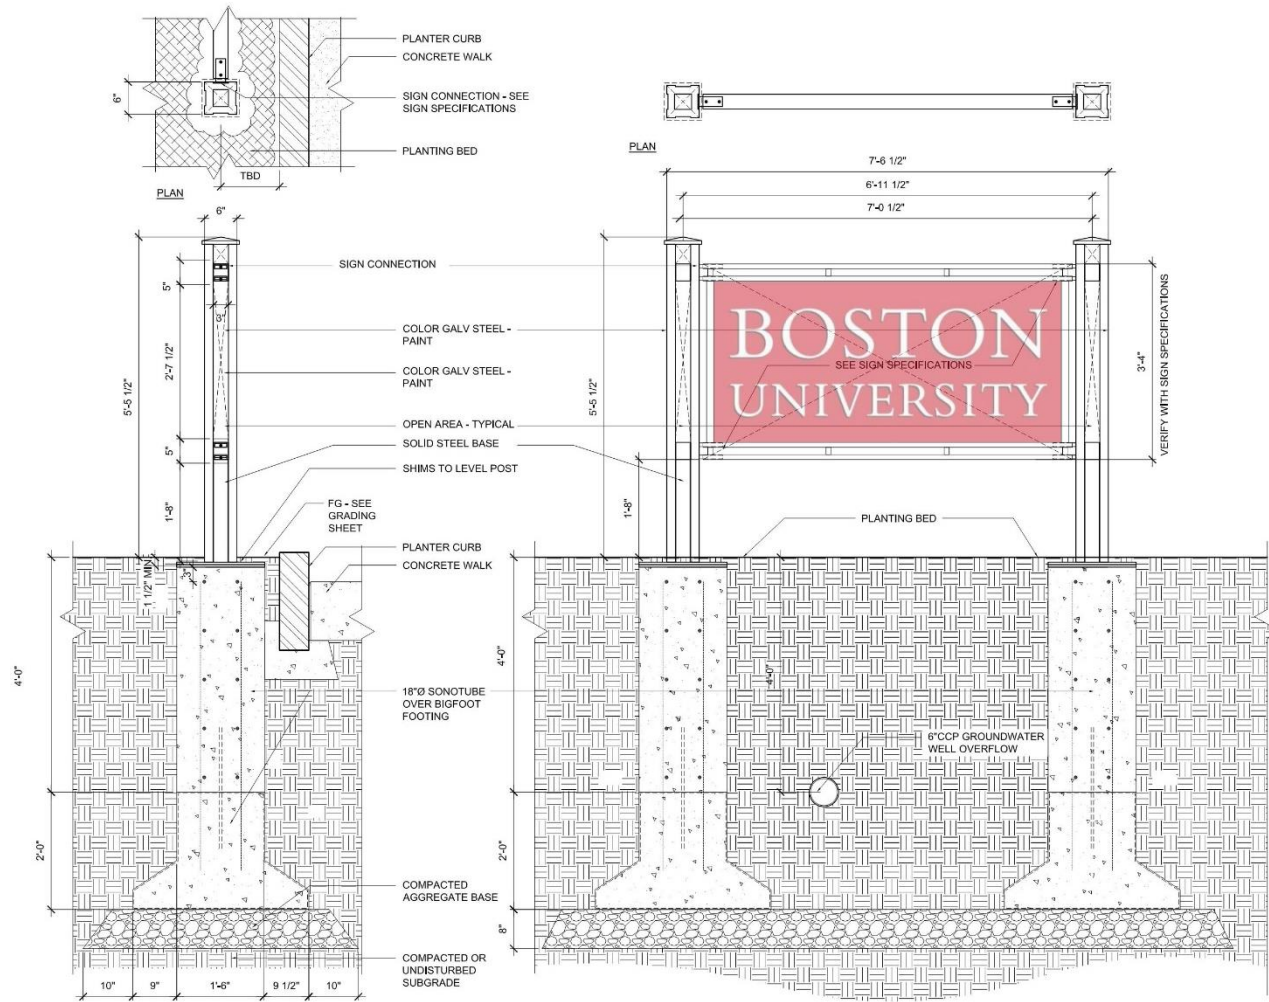 PLANTER CURB
CONCRETE WALK
SIGN CONNECTION - SEE
SIGN SPECIFICATIONS
6"
PLANTING BED
TBD
PLAN
PLAN
7'-6 1/2"
6'-11 1/2"
7'-0 1/2"
6"
SIGN CONNECTION
5"
3"
COLOR GALV STEEL -
PAINT
2'-7 1/2"
COLOR GALV STEEL -
PAINT
5'-5 1/2"
5'-5 1/2"
BOSTON
UNIVERSITY
SEE SIGN SPECIFICATIONS
3'-4"
VERIFY WITH SIGN SPECIFICATIONS
OPEN AREA - TYPICAL
SOLID STEEL BASE
5"
SHIMS TO LEVEL POST
1'-8"
1'-8"
FG - SEE
GRADING
SHEET
PLANTING BED
PLANTER CURB
CONCRETE WALK
1 1/2" MIN
3"
4'-0"
4'-0"
4'-0"
18"Ø SONOTUBE
OVER BIGFOOT
FOOTING
6"CCP GROUNDWATER
WELL OVERFLOW
2'-0"
2'-0"
COMPACTED
AGGREGATE BASE
8"
COMPACTED OR
UNDISTURBED
SUBGRADE
10"
9"
1'-6"
9 1/2"
10"